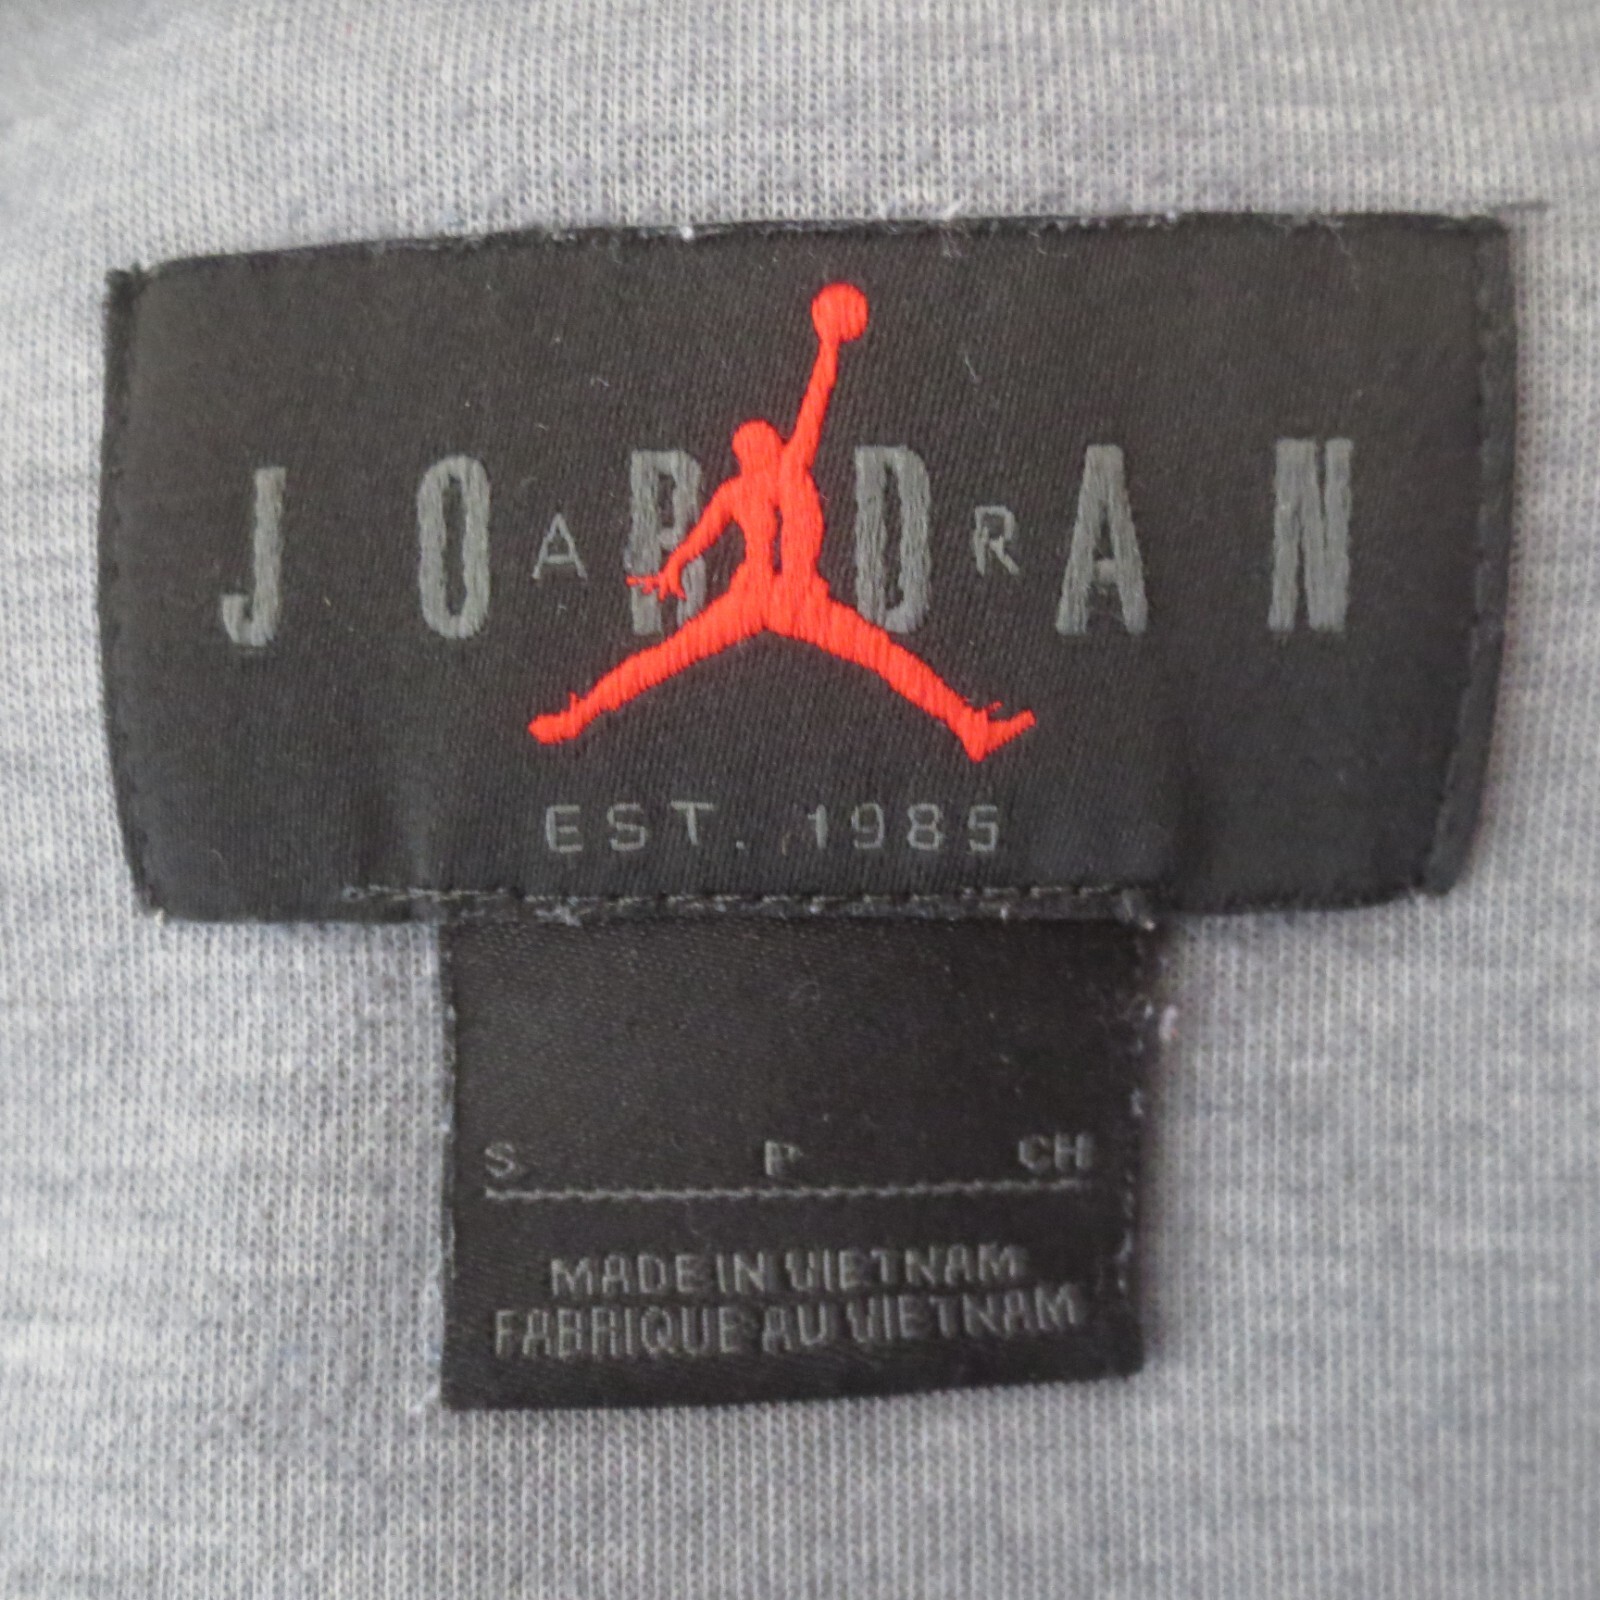 JORDAN
AIR
EST. 1985
S P CH
MADE IN VIETNAM
FABRIQUE AU VIETNAM